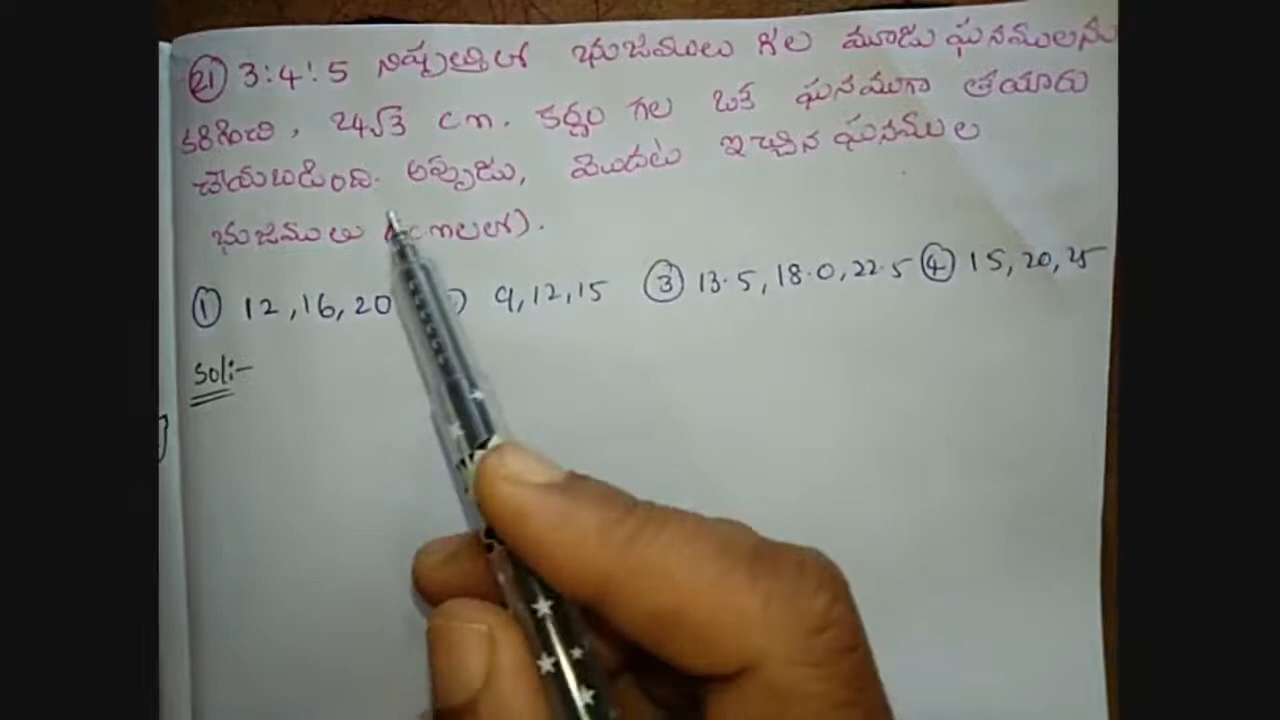 21 3:4:5 నిష్పత్తిలో భుజములు గల మూడు ఘనములను
కరిగించి, 24√3 cm. కర్ణం గల ఒకే ఘనముగా తయారు
చేయబడింది. అప్పుడు, మొదట ఇచ్చిన ఘనముల
భుజములు (cmలలో).
① 12, 16, 20 ) 9, 12, 15 ③ 13.5, 18.0, 22.5 ④ 15, 20, 25
Sol:-